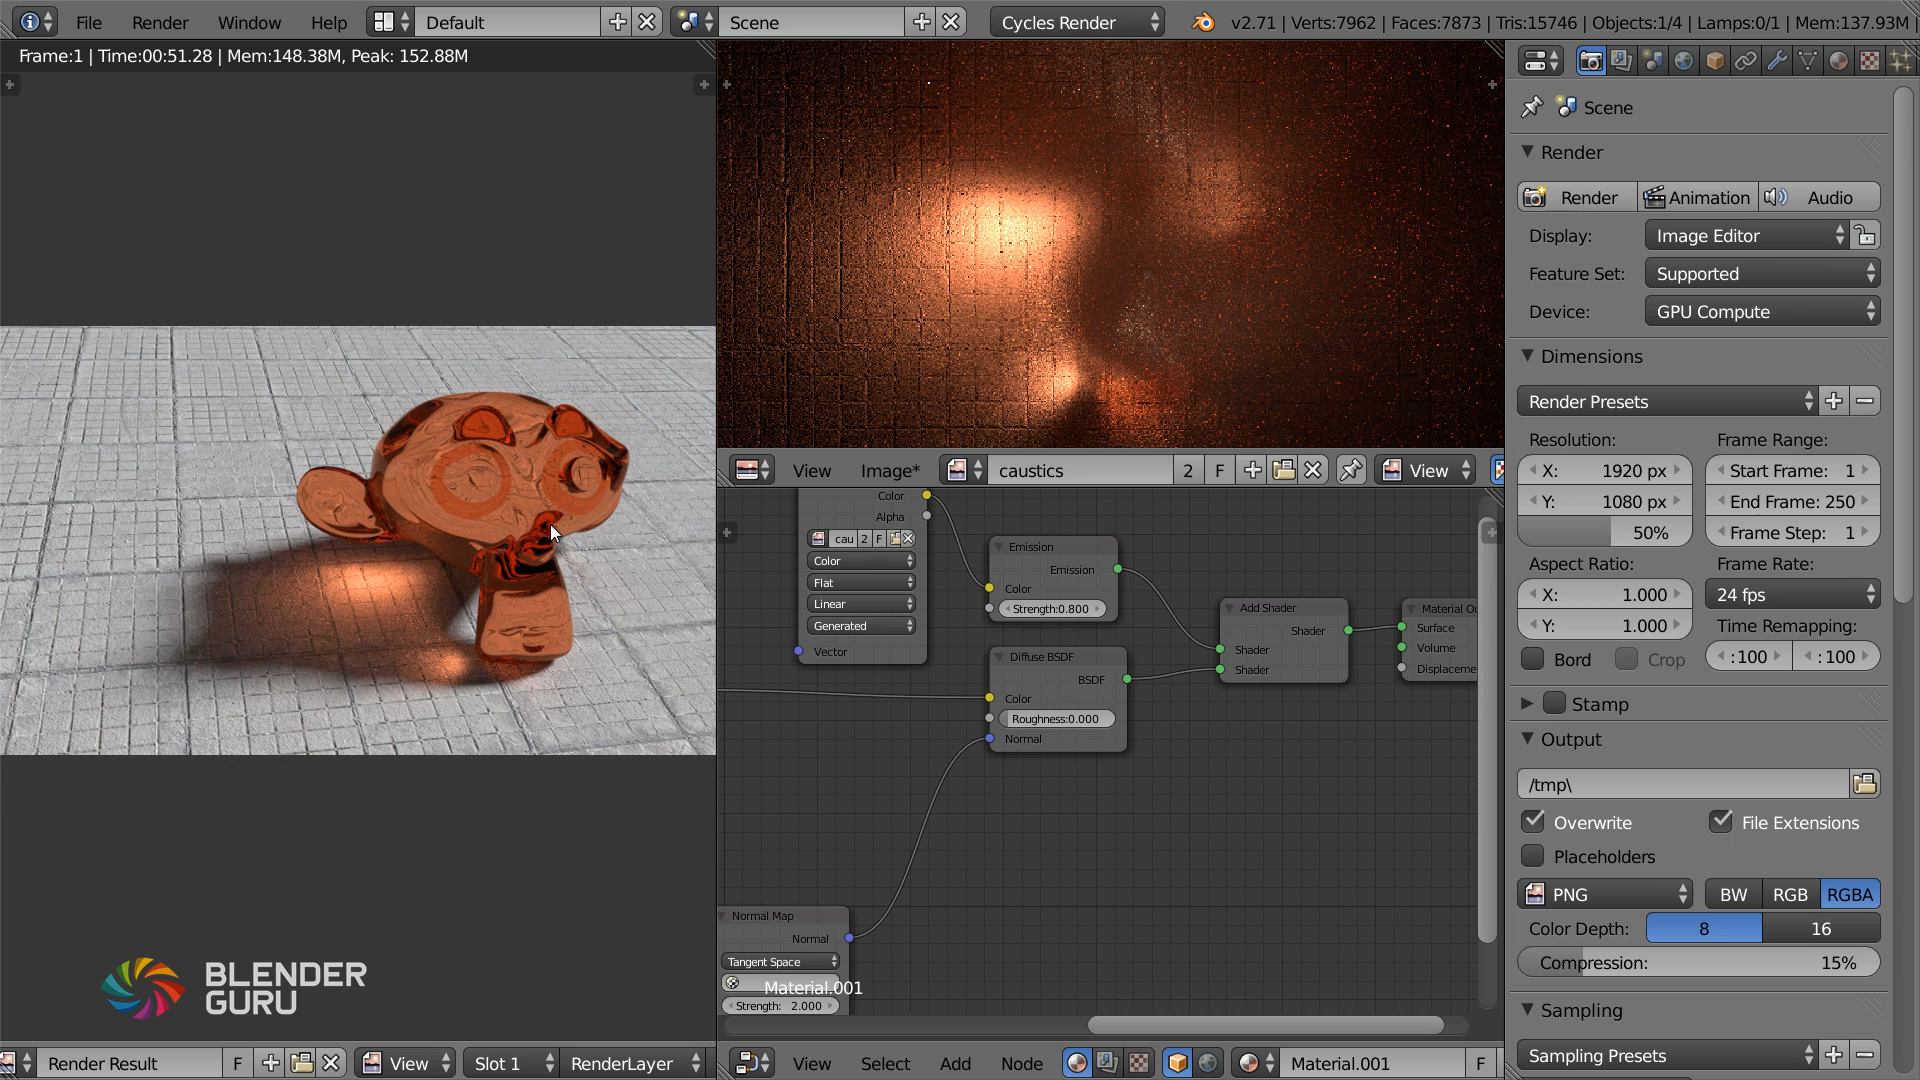 File Render Window Help Default Scene Cycles Render v2.71 | Verts:7962 | Faces:7873 | Tris:15746 | Objects:1/4 | Lamps:0/1 | Mem:137.93M |
Frame:1 | Time:00:51.28 | Mem:148.38M, Peak: 152.88M
BLENDER
GURU
Render Result F View Slot 1 RenderLayer
View Image* caustics 2 F View
Color
Alpha
cau 2 F
Color
Flat
Linear
Generated
Vector
Emission
Emission
Color
Strength:0.800
Diffuse BSDF
BSDF
Color
Roughness:0.000
Normal
Add Shader
Shader
Shader
Shader
Material Ou
Surface
Volume
Displaceme
Normal Map
Normal
Tangent Space
Material.001
Strength: 2.000
View Select Add Node Material.001 F
Scene
Render
Render Animation Audio
Display: Image Editor
Feature Set: Supported
Device: GPU Compute
Dimensions
Render Presets
Resolution: Frame Range:
X: 1920 px Start Frame: 1
Y: 1080 px End Frame: 250
50% Frame Step: 1
Aspect Ratio: Frame Rate:
X: 1.000 24 fps
Y: 1.000 Time Remapping:
Bord Crop :100 :100
Stamp
Output
/tmp\
Overwrite File Extensions
Placeholders
PNG BW RGB RGBA
Color Depth: 8 16
Compression: 15%
Sampling
Sampling Presets